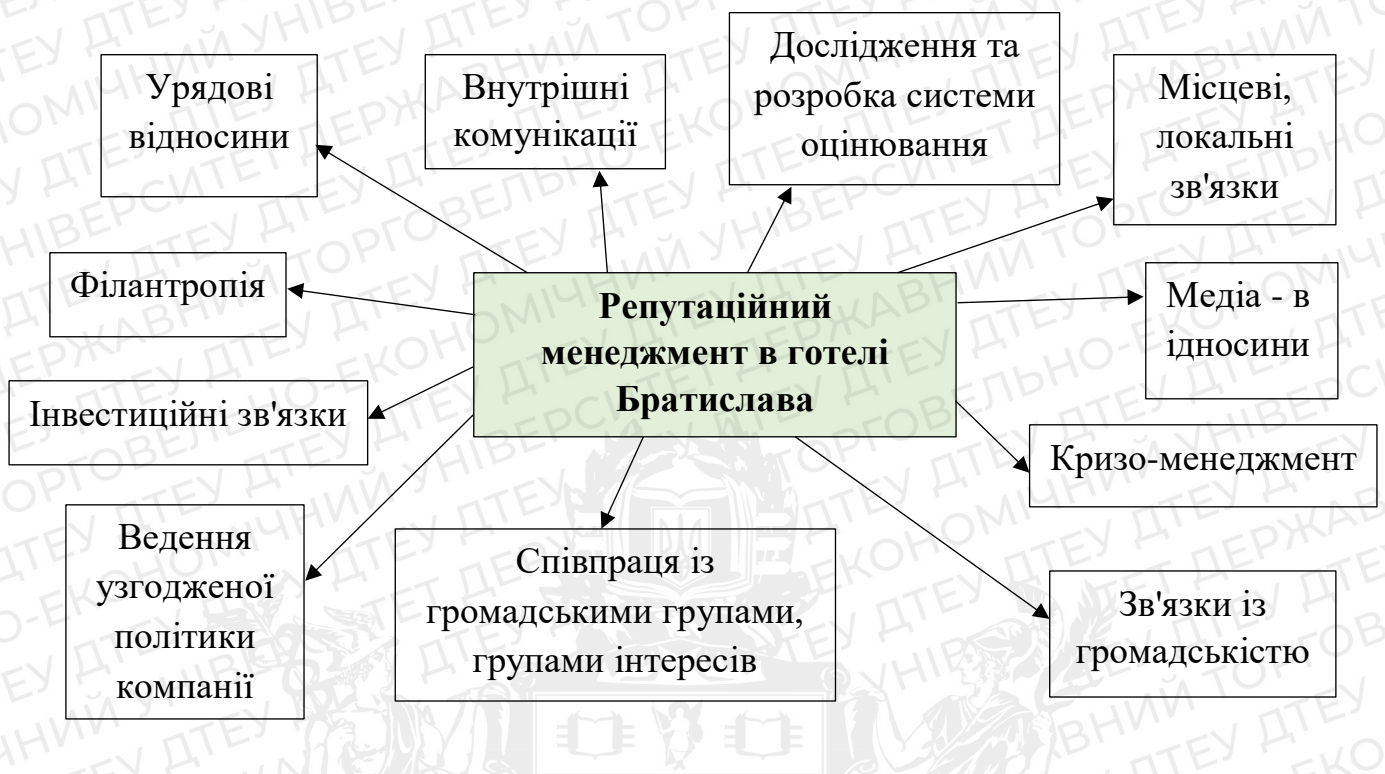 Урядові
відносини
Внутрішні
комунікації
Дослідження та
розробка системи
оцінювання
Місцеві,
локальні
зв'язки
Філантропія
Репутаційний
менеджмент в готелі
Братислава
Медіа - в
ідносини
Інвестиційні зв'язки
Кризо-менеджмент
Ведення
узгодженої
політики
компанії
Співпраця із
громадськими групами,
групами інтересів
Зв'язки із
громадськістю